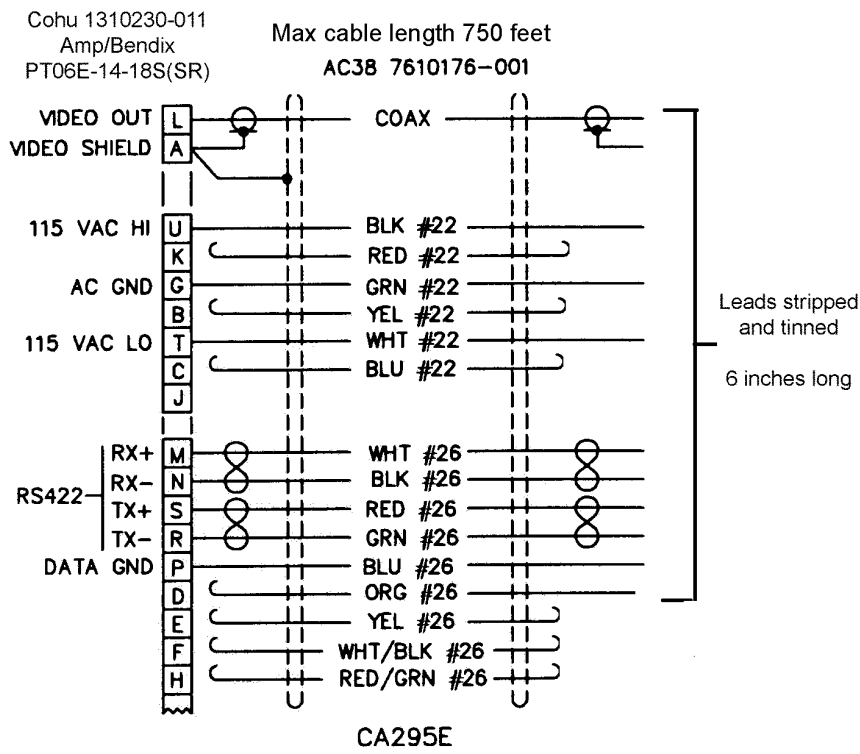 Cohu 1310230-011
Amp/Bendix
PT06E-14-18S(SR)
Max cable length 750 feet
AC38 7610176-001
VIDEO OUT L COAX
VIDEO SHIELD A
115 VAC HI U BLK #22
K RED #22
AC GND G GRN #22
B YEL #22
115 VAC LO T WHT #22
C BLU #22
J
Leads stripped
and tinned
6 inches long
RS422
RX+ M WHT #26
RX- N BLK #26
TX+ S RED #26
TX- R GRN #26
DATA GND P BLU #26
D ORG #26
E YEL #26
F WHT/BLK #26
H RED/GRN #26
CA295E